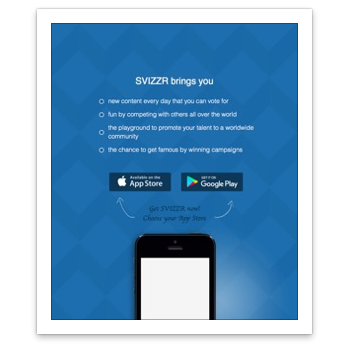 SVIZZR brings you
new content every day that you can vote for
fun by competing with others all over the world
the playground to promote your talent to a worldwide
community
the chance to get famous by winning campaigns
Available on the
App Store
GET IT ON
Google Play
Get SVIZZR now!
Choose your App Store.